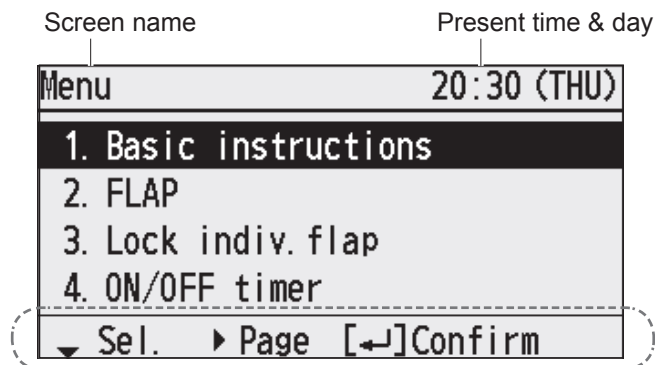 Screen name Present time & day
Menu 20:30 (THU)
1. Basic instructions
2. FLAP
3. Lock indiv.flap
4. ON/OFF timer
Sel. Page [↵]Confirm